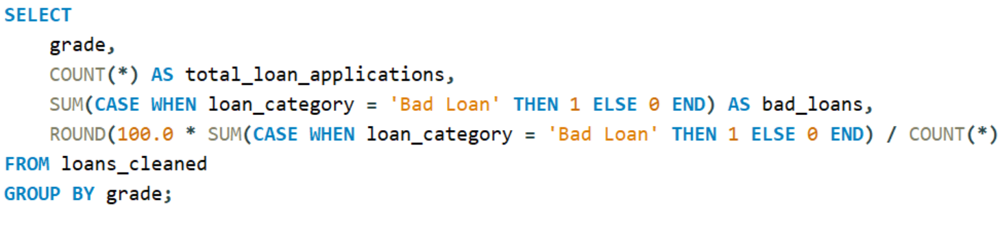 SELECT
grade,
COUNT(*) AS total_loan_applications,
SUM(CASE WHEN loan_category = 'Bad Loan' THEN 1 ELSE 0 END) AS bad_loans,
ROUND(100.0 * SUM(CASE WHEN loan_category = 'Bad Loan' THEN 1 ELSE 0 END) / COUNT(*)
FROM loans_cleaned
GROUP BY grade;